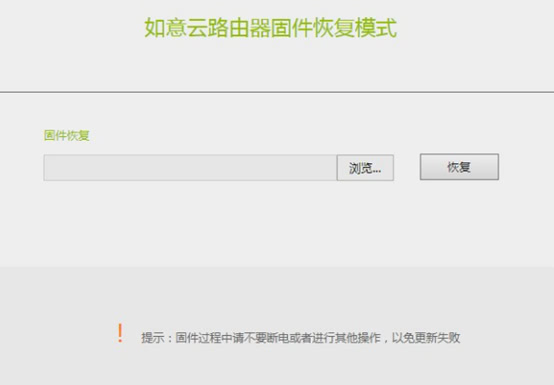 如意云路由器固件恢复模式
固件恢复
浏览...
恢复
! 提示：固件过程中请不要断电或者进行其他操作，以免更新失败